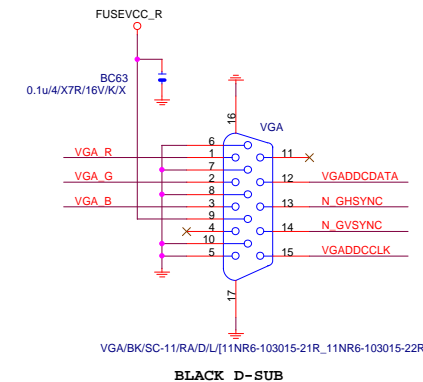 FUSEVCC_R
BC63
0.1u/4/X7R/16V/K/X
16
VGA
6
VGA_R
1
11
7
VGA_G
2
12
VGADDCDATA
8
VGA_B
3
13
N_GHSYNC
9
4
14
N_GVSYNC
10
5
15
VGADDCCLK
17
VGA/BK/SC-11/RA/D/L/[11NR6-103015-21R_11NR6-103015-22R
BLACK D-SUB